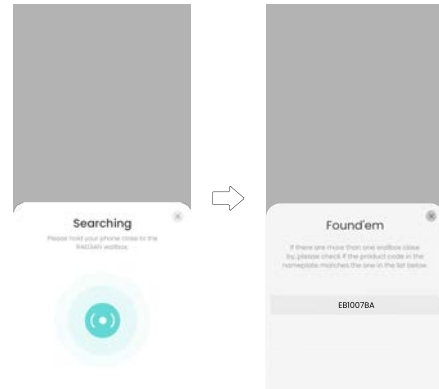 Searching
Please hold your phone close to the
RAEDIAN wallbox.
Found'em
If there are more than one wallbox close
by, please check if the product code in the
nameplate matches the one in the list below.
EB1007BA